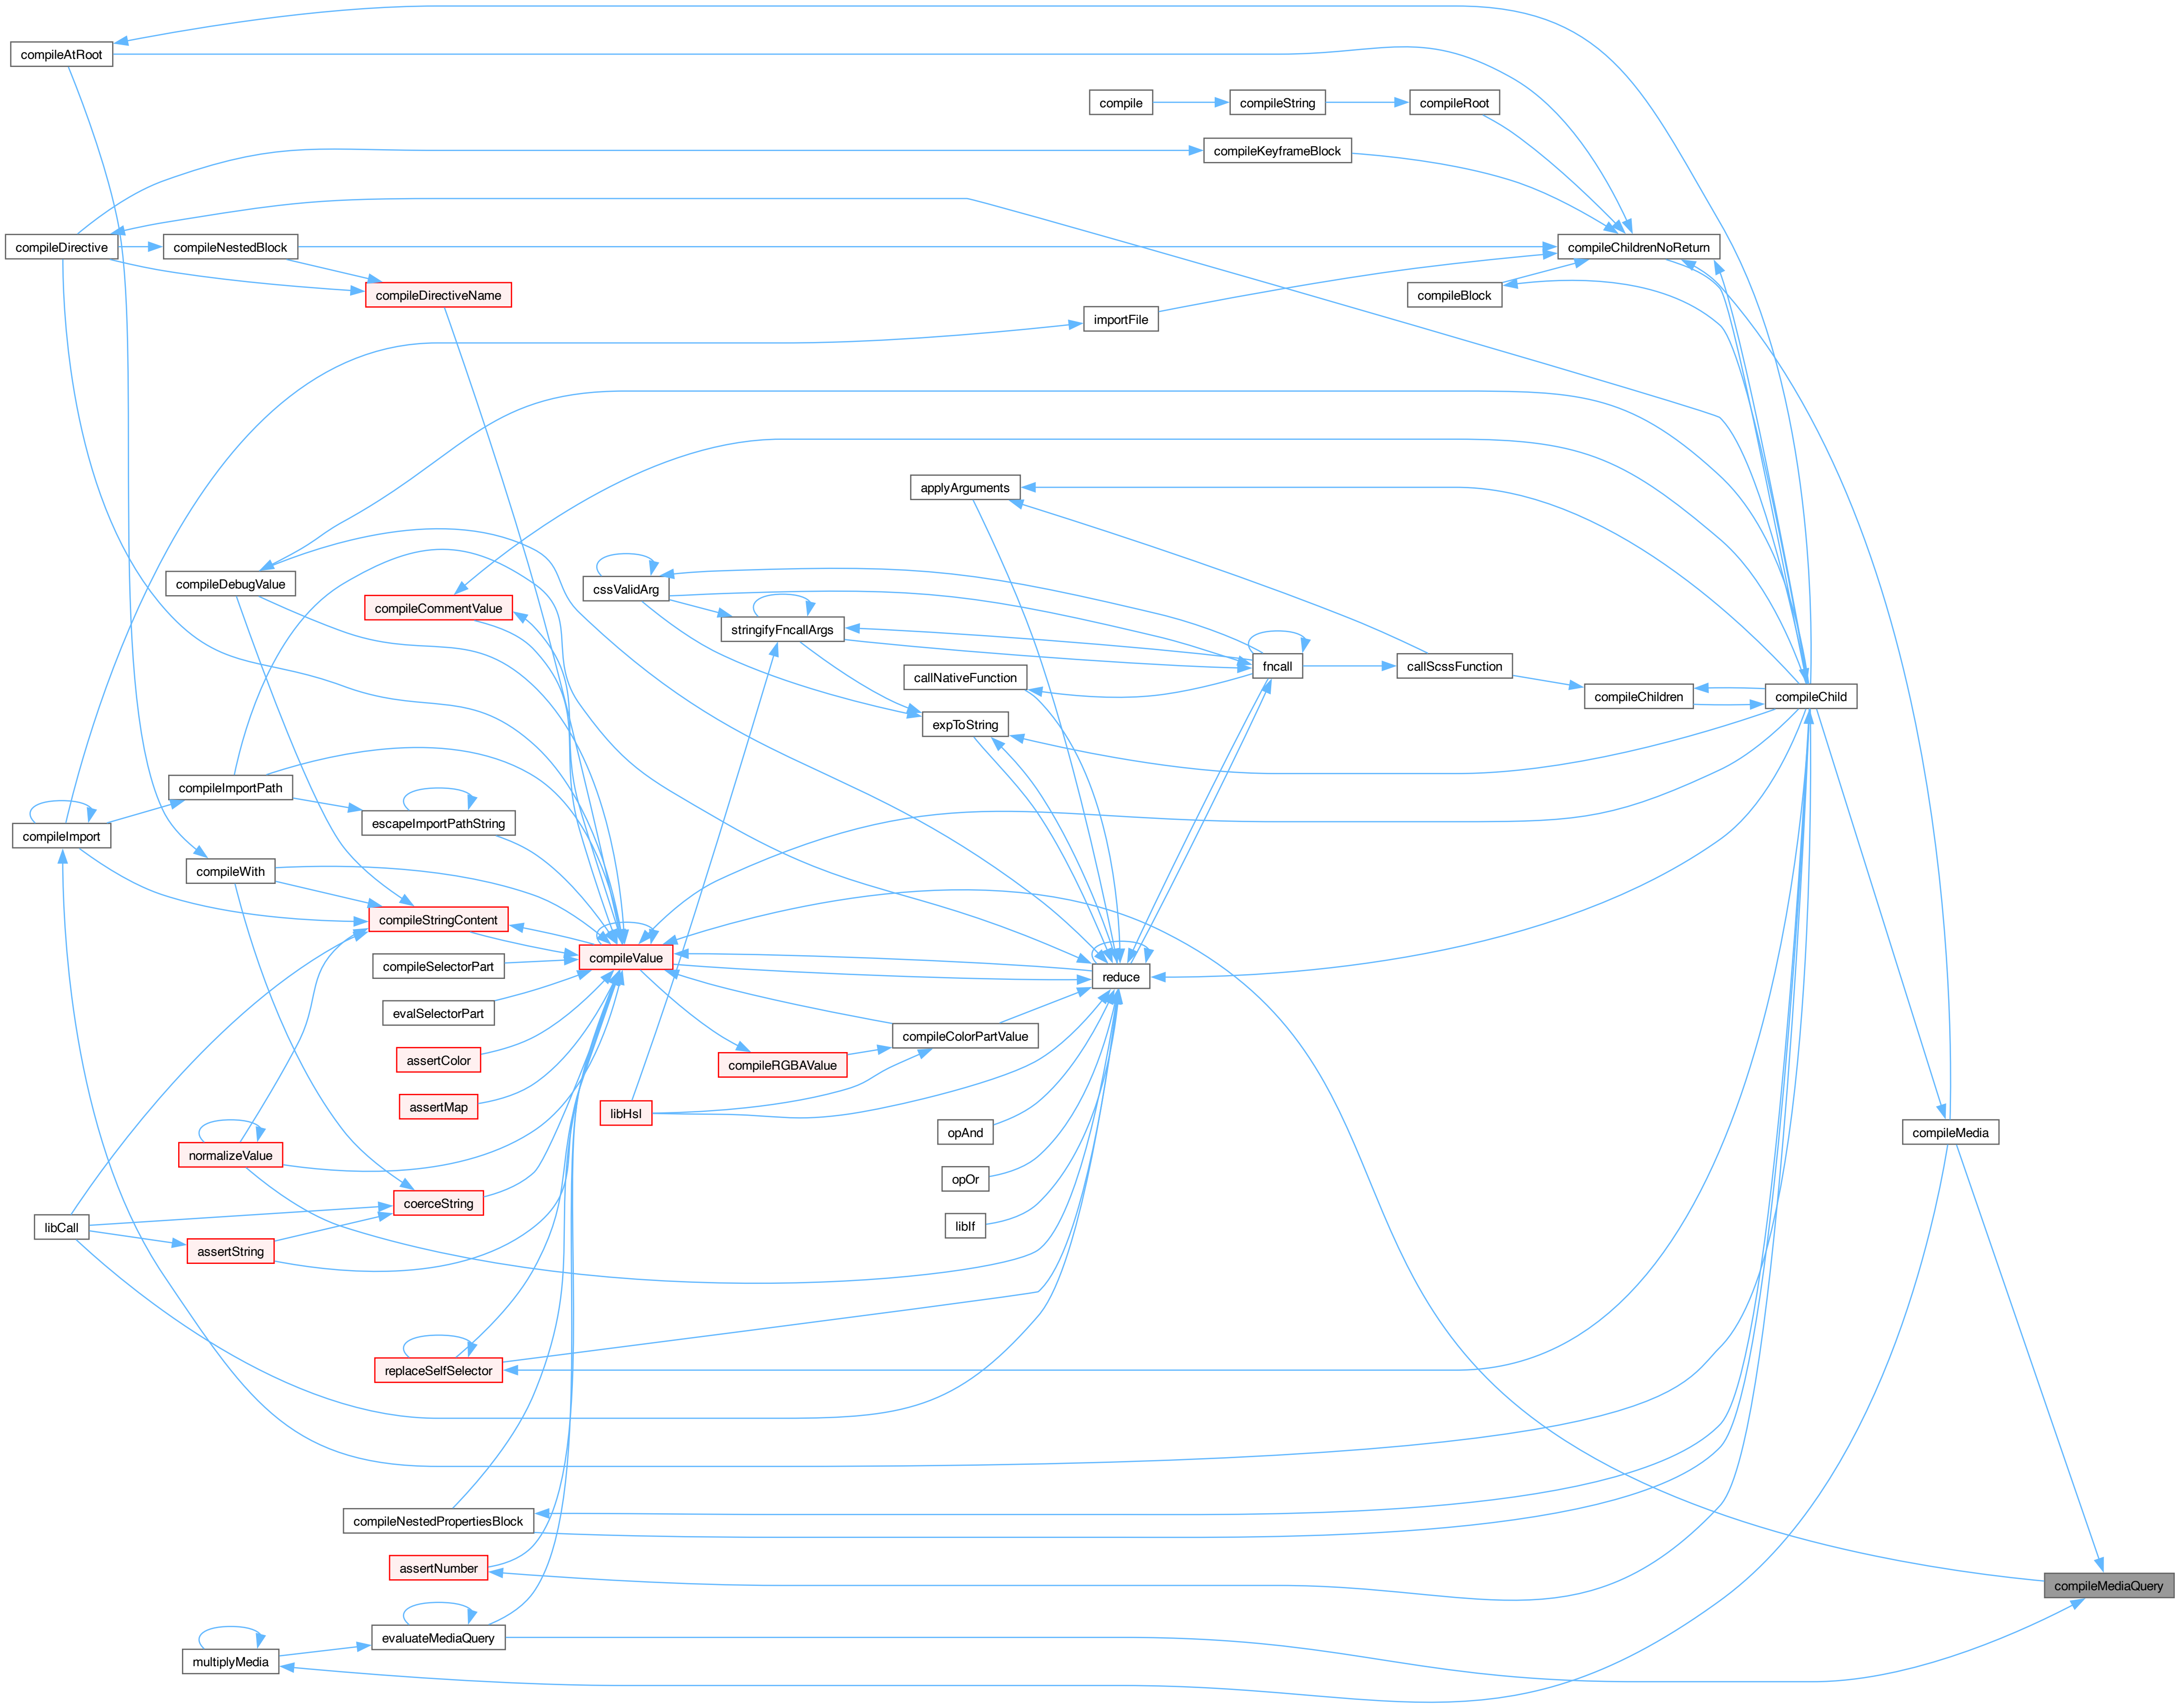 compileAtRoot
compile
compileString
compileRoot
compileKeyframeBlock
compileDirective
compileNestedBlock
compileChildrenNoReturn
compileDirectiveName
compileBlock
importFile
applyArguments
compileDebugValue
cssValidArg
compileCommentValue
stringifyFncallArgs
callNativeFunction
fncall
callScssFunction
compileChildren
compileChild
expToString
compileImportPath
escapeImportPathString
compileImport
compileWith
compileStringContent
compileSelectorPart
compileValue
reduce
evalSelectorPart
compileColorPartValue
assertColor
compileRGBAValue
assertMap
libHsl
opAnd
compileMedia
normalizeValue
opOr
coerceString
libCall
libIf
assertString
replaceSelfSelector
compileNestedPropertiesBlock
assertNumber
compileMediaQuery
evaluateMediaQuery
multiplyMedia